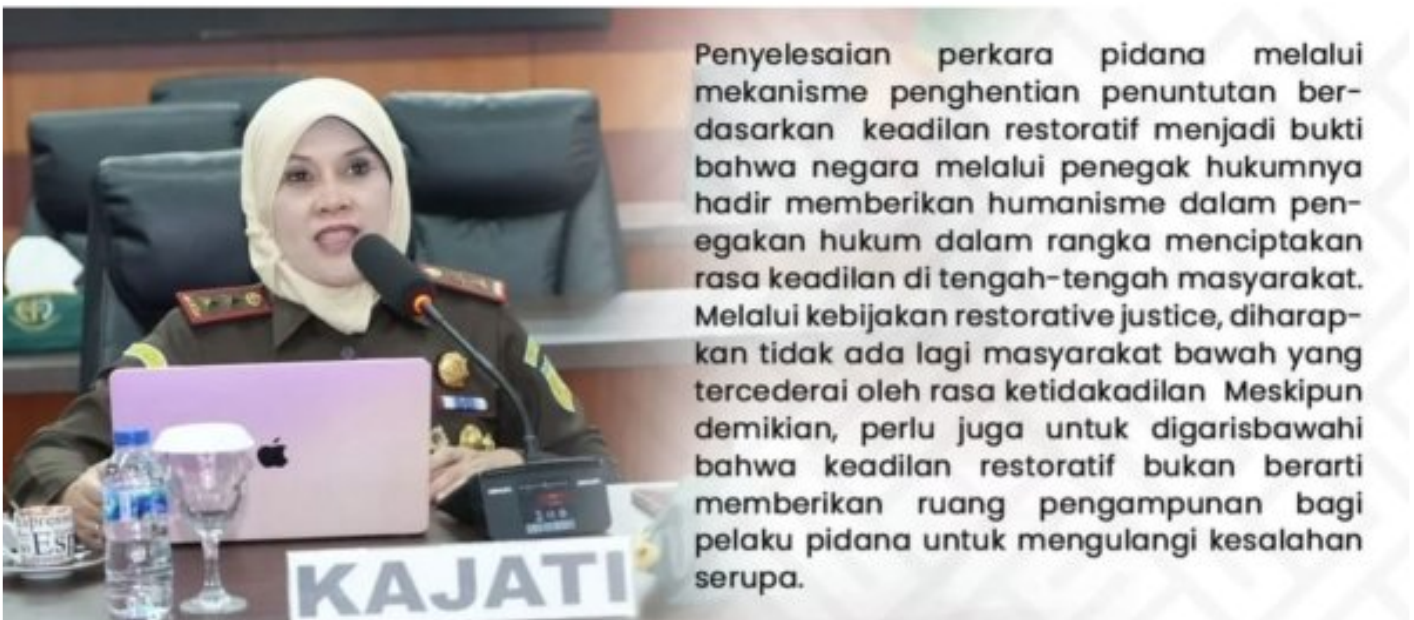 Penyelesaian perkara pidana melalui
mekanisme penghentian penuntutan ber-
dasarkan keadilan restoratif menjadi bukti
bahwa negara melalui penegak hukumnya
hadir memberikan humanisme dalam pen-
egakan hukum dalam rangka menciptakan
rasa keadilan di tengah-tengah masyarakat.
Melalui kebijakan restorative justice, diharap-
kan tidak ada lagi masyarakat bawah yang
tercederai oleh rasa ketidakadilan Meskipun
demikian, perlu juga untuk digarisbawahi
bahwa keadilan restoratif bukan berarti
memberikan ruang pengampunan bagi
pelaku pidana untuk mengulangi kesalahan
serupa.
KAJATI